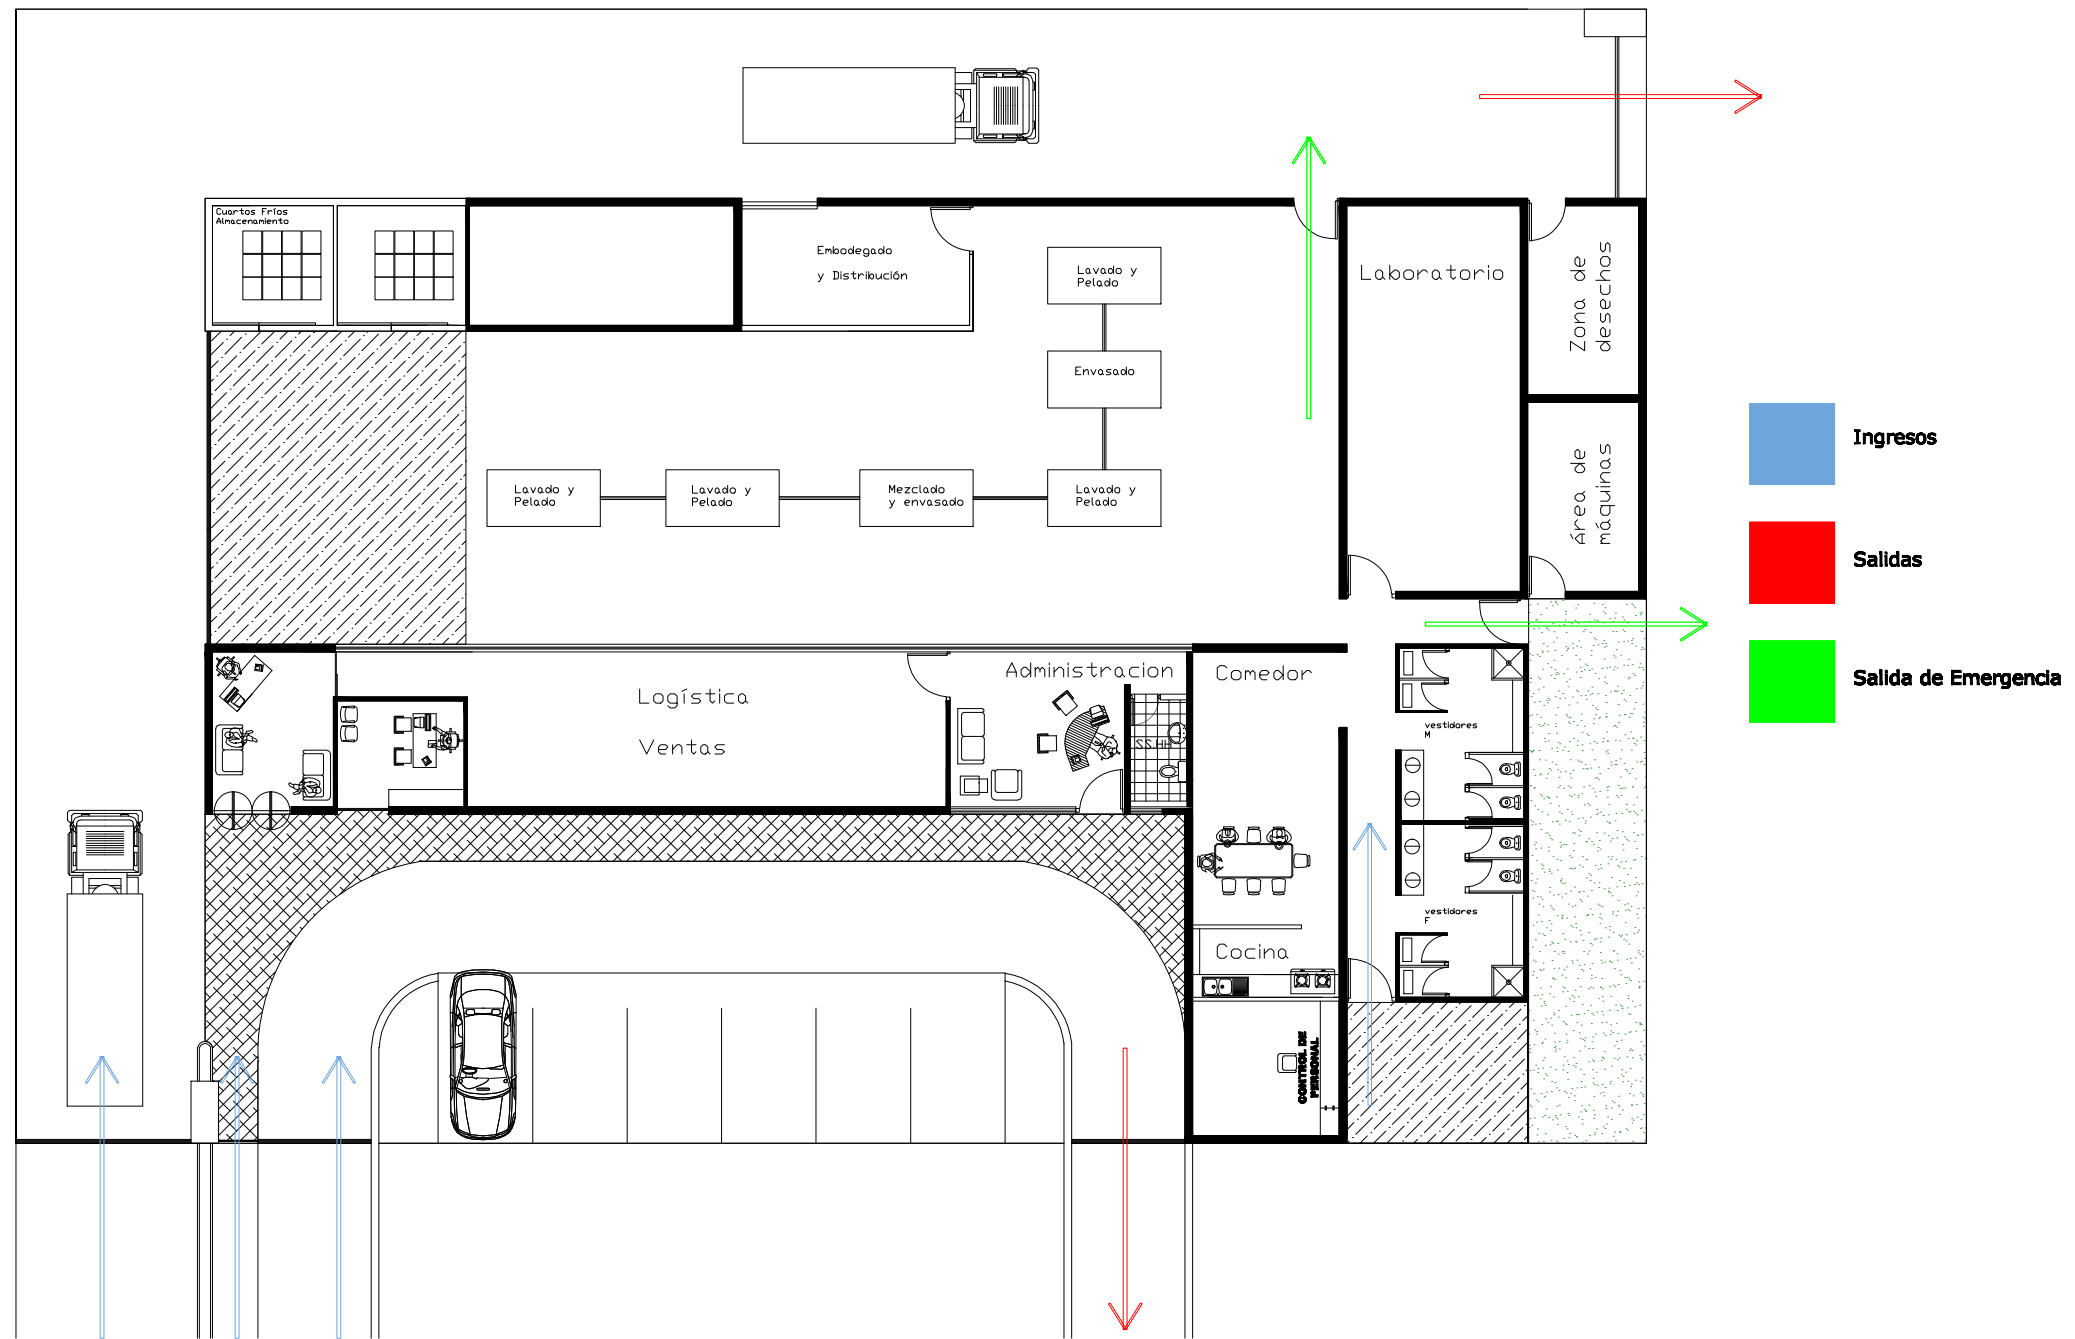 Cuartos Fríos
Almacenamiento
Embodegado
y Distribución
Lavado y
Pelado
Envasado
Lavado y
Pelado
Lavado y
Pelado
Mezclado
y envasado
Lavado y
Pelado
Laboratorio
Zona de
desechos
Área de
máquinas
Ingresos
Salidas
Salida de Emergencia
Logística
Ventas
Administracion
SS.HH
Comedor
vestidores
M
vestidores
F
Cocina
CONTROL DE
PERSONAL